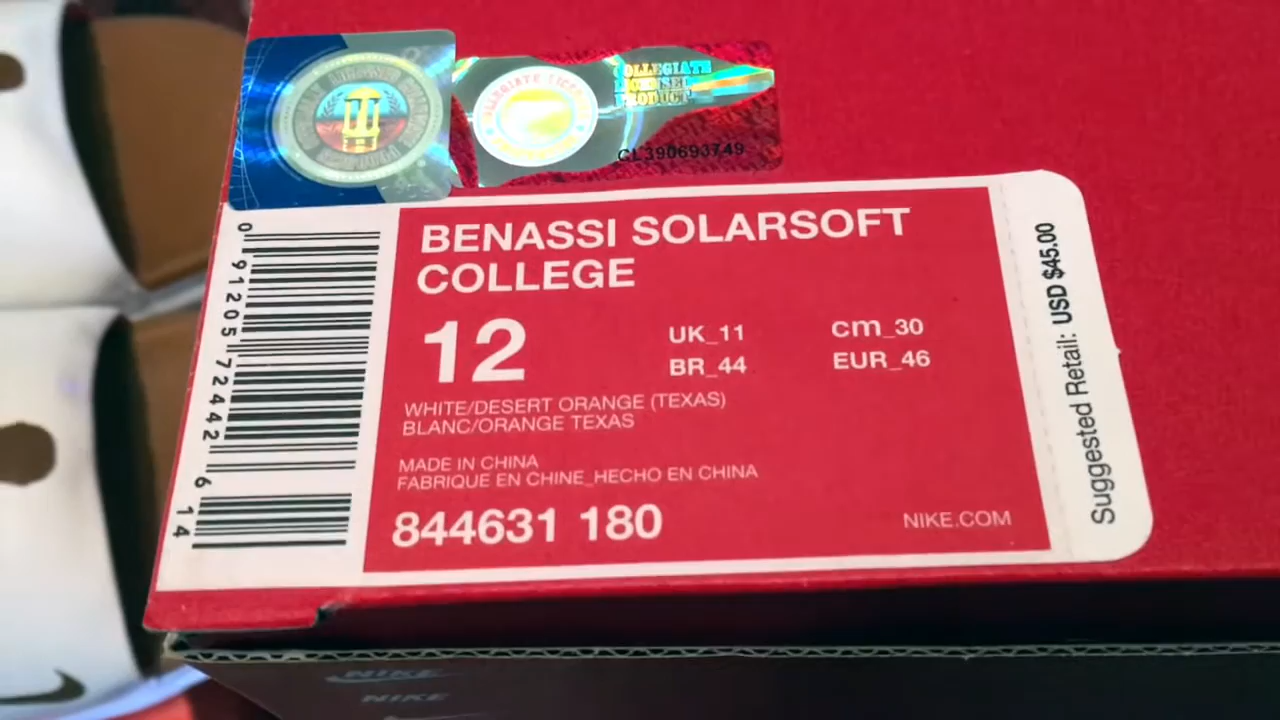 COLLEGIATE
LICENSED
PRODUCT
CL390693749
BENASSI SOLARSOFT
COLLEGE
12
UK_11
cm_30
BR_44
EUR_46
WHITE/DESERT ORANGE (TEXAS)
BLANC/ORANGE TEXAS
MADE IN CHINA
FABRIQUE EN CHINE_HECHO EN CHINA
844631 180
NIKE.COM
0 91205 72442 6 14
Suggested Retail: USD $45.00
NIKE
NIKE